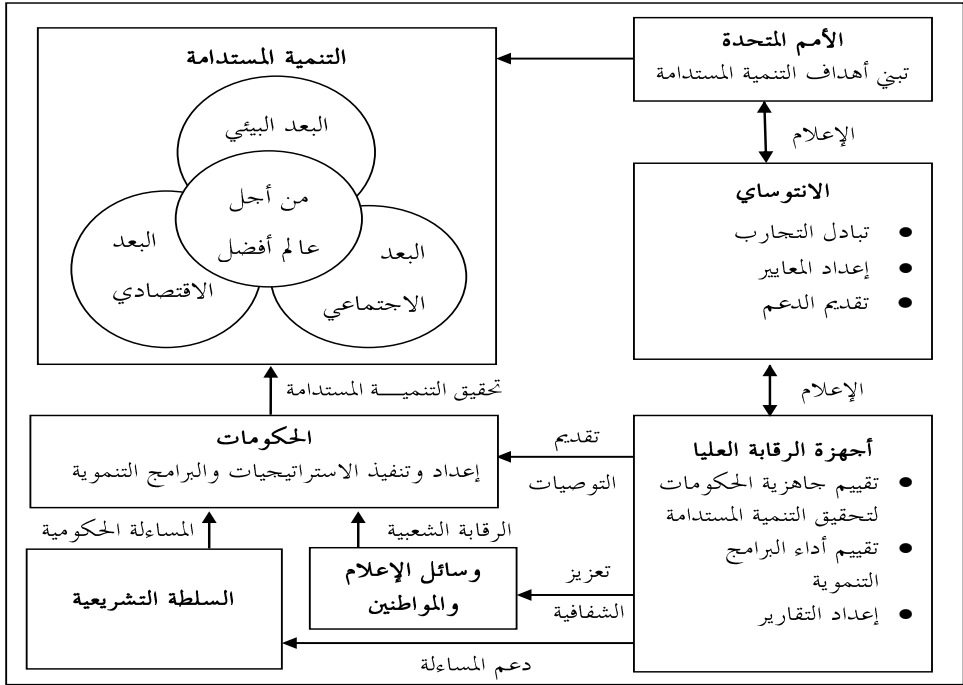 الأمم المتحدة
تبني أهداف التنمية المستدامة
التنمية المستدامة
البعد البيئي
من أجل
عالم أفضل
البعد
الاجتماعي
البعد
الاقتصادي
الإعلام
الانتوساي
● تبادل التجارب
● إعداد المعايير
● تقديم الدعم
الإعلام
تحقيق التنميـــة المستدامة
أجهزة الرقابة العليا
● تقييم جاهزية الحكومات
لتحقيق التنمية المستدامة
● تقييم أداء البرامج
التنموية
● إعداد التقارير
تقديم
التوصيات
الحكومات
إعداد وتنفيذ الاستراتيجيات والبرامج التنموية
الرقابة الشعبية
المساءلة الحكومية
تعزيز
الشفافية
وسائل الإعلام
والمواطنين
السلطة التشريعية
دعم المساءلة